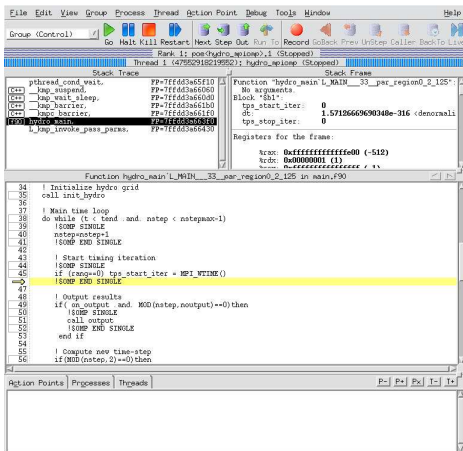 File Edit View Group Process Thread Action Point Debug Tools Window Help
Group (Control)
Go Halt Kill Restart Next Step Out Run To Record GoBack Prev UnStep Caller BackTo Live
Rank 1: poe<hydro_mpiomp>.1 (Stopped)
Thread 1 (47552918219552): hydro_mpiomp (Stopped)
Stack Trace
Stack Frame
pthread_cond_wait, FP=7ffdd3a65f10
C++ __kmp_suspend, FP=7ffdd3a66060
C++ __kmp_wait_sleep, FP=7ffdd3a660d0
C++ __kmp_barrier, FP=7ffdd3a661b0
C++ __kmpc_barrier, FP=7ffdd3a661f0
f90 hydro_main, FP=7ffdd3a663f0
L_kmp_invoke_pass_parms, FP=7ffdd3a66430
Function "hydro_main`L_MAIN___33__par_region0_2_125":
No arguments.
Block "$b1":
tps_start_iter: 0
dt: 1.57126669690348e-316 <denormali
tps_stop_iter: 0
Registers for the frame:
%rax: 0xfffffffffffffe00 (-512)
%rdx: 0x00000001 (1)
Function hydro_main`L_MAIN___33__par_region0_2_125 in main.f90
34 ! Initialize hydro grid
35 call init_hydro
36
37 ! Main time loop
38 do while (t < tend .and. nstep < nstepmax-1)
39 !$OMP SINGLE
40 nstep=nstep+1
41 !$OMP END SINGLE
42
43 ! Start timing iteration
44 !$OMP SINGLE
45 if (rang==0) tps_start_iter = MPI_WTIME()
!$OMP END SINGLE
47
48 ! Output results
49 if( on_output .and. MOD(nstep,noutput)==0)then
50 !$OMP SINGLE
51 call output
52 !$OMP END SINGLE
53 end if
54
55 ! Compute new time-step
56 if(MOD(nstep,2)==0)then
Action Points Processes Threads P- P+ Px T- T+